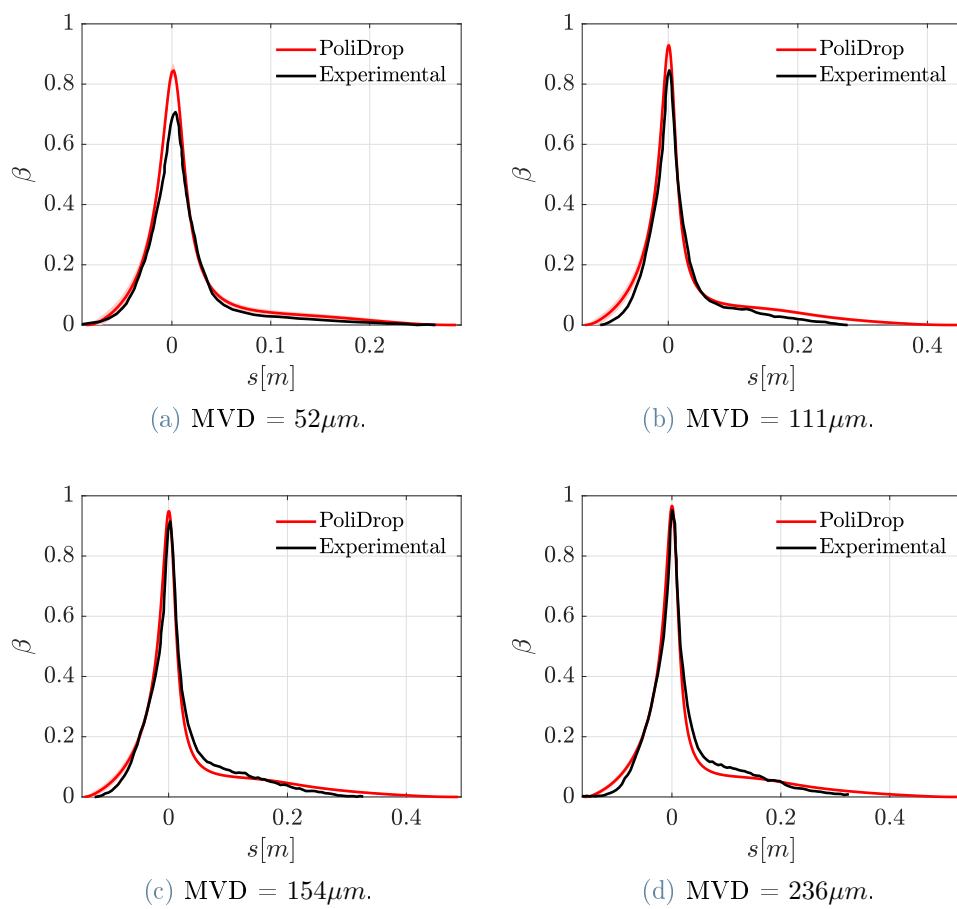 1
0.8
0.6
0.4
0.2
0
β
PoliDrop
Experimental
0 0.1 0.2
s[m]
(a) MVD = 52μm.
1
0.8
0.6
0.4
0.2
0
β
PoliDrop
Experimental
0 0.2 0.4
s[m]
(b) MVD = 111μm.
1
0.8
0.6
0.4
0.2
0
β
PoliDrop
Experimental
0 0.2 0.4
s[m]
(c) MVD = 154μm.
1
0.8
0.6
0.4
0.2
0
β
PoliDrop
Experimental
0 0.2 0.4
s[m]
(d) MVD = 236μm.